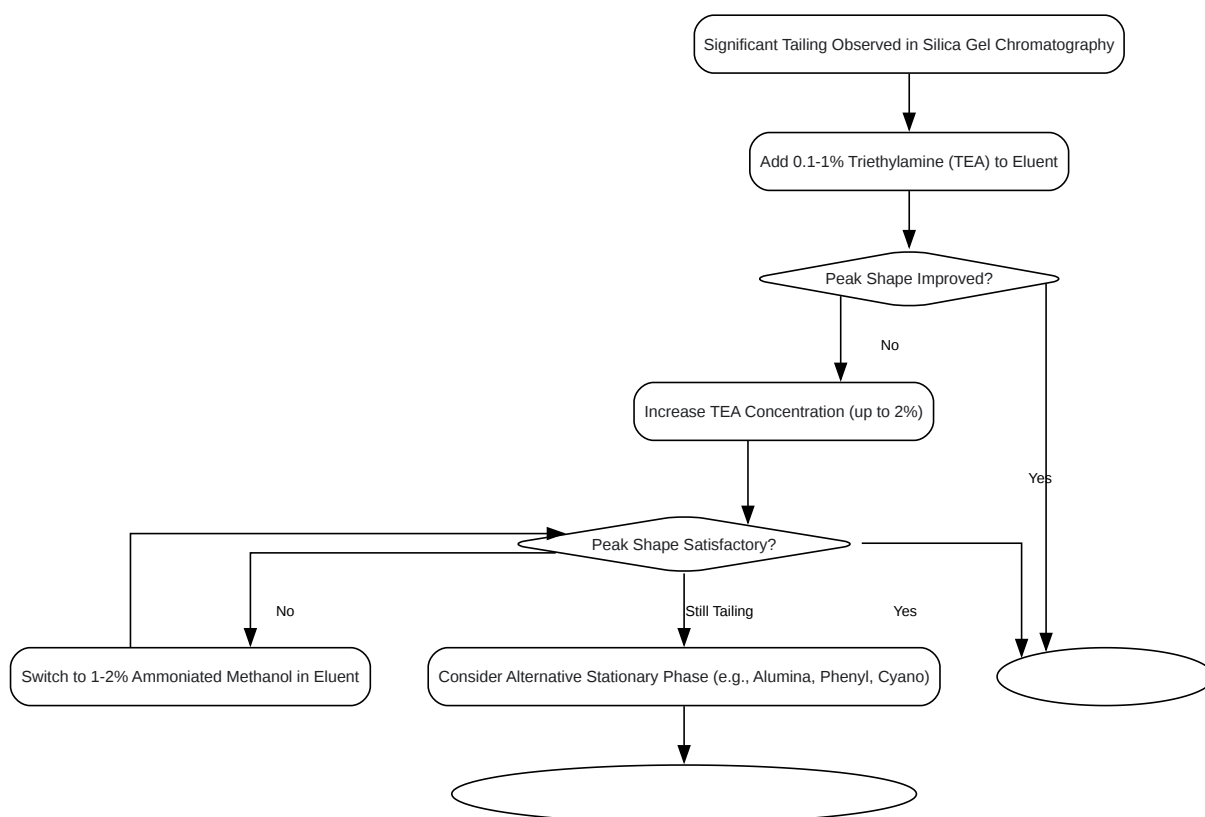 Significant Tailing Observed in Silica Gel Chromatography
Add 0.1-1% Triethylamine (TEA) to Eluent
Peak Shape Improved?
No
Increase TEA Concentration (up to 2%)
Yes
Peak Shape Satisfactory?
No
Still Tailing
Yes
Switch to 1-2% Ammoniated Methanol in Eluent
Consider Alternative Stationary Phase (e.g., Alumina, Phenyl, Cyano)